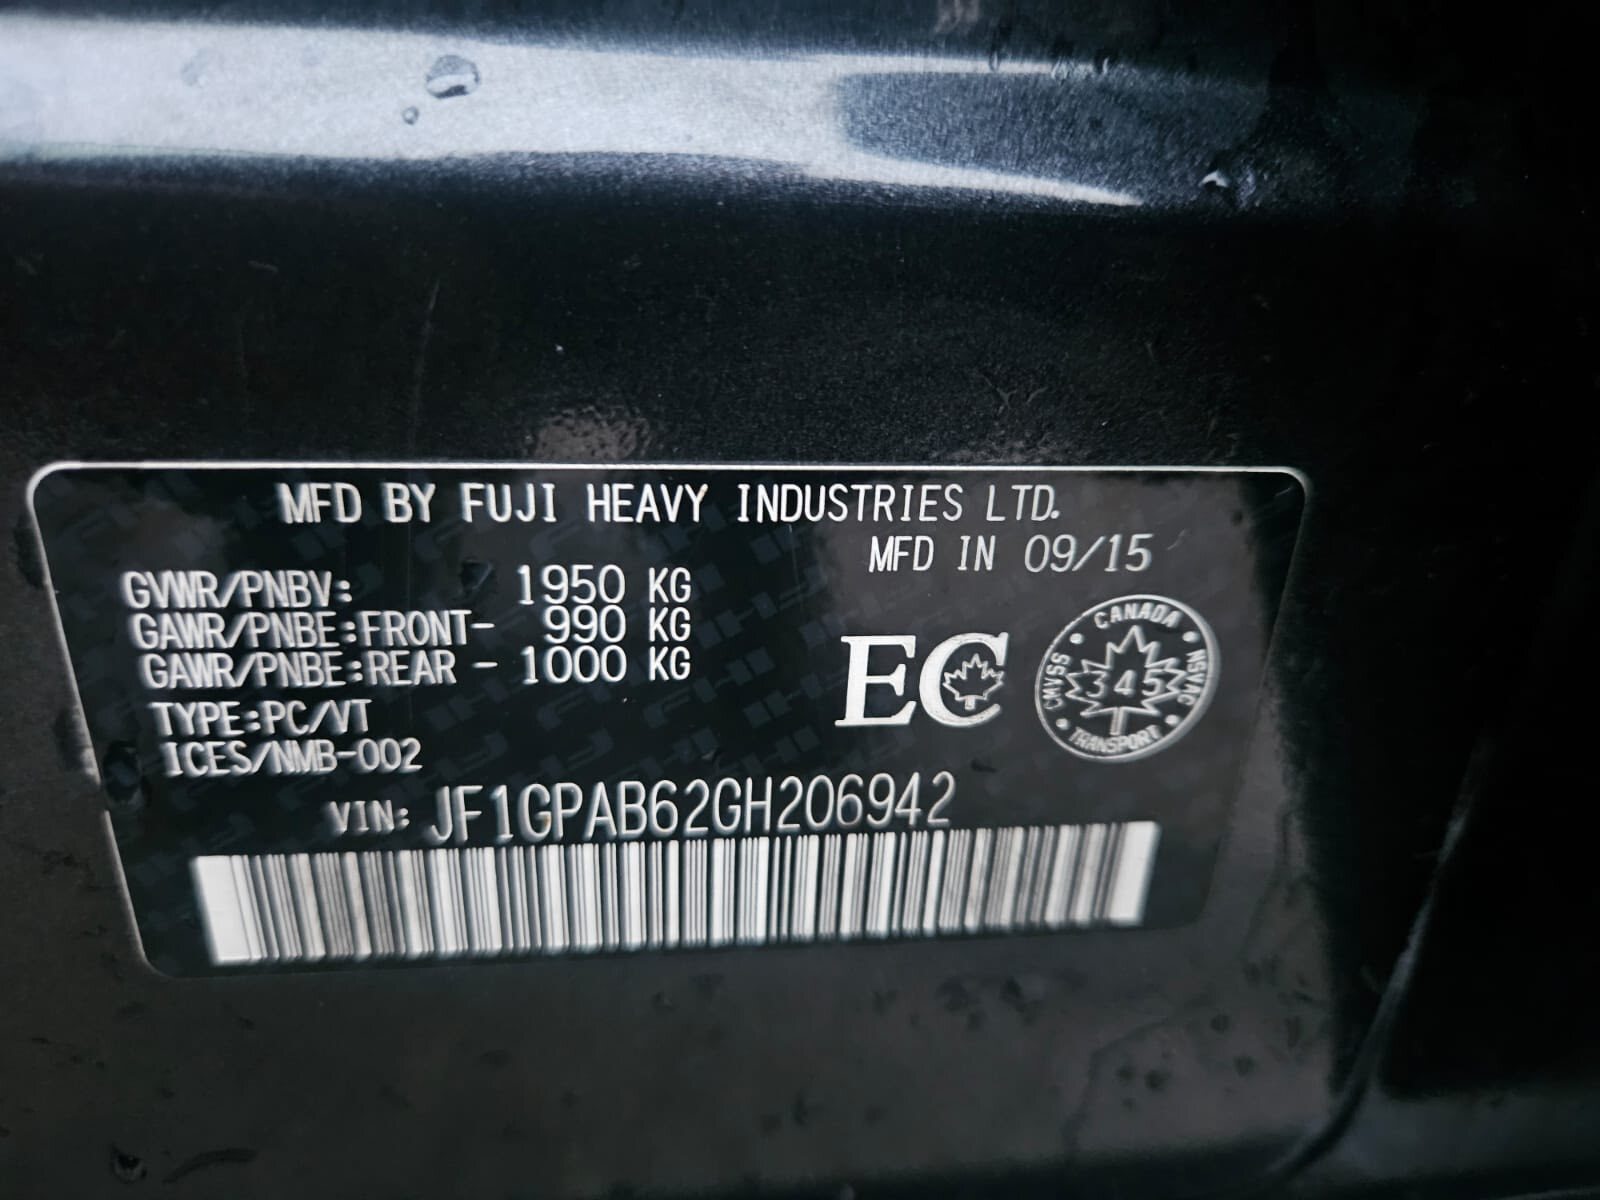 MFD BY FUJI HEAVY INDUSTRIES LTD.
MFD IN 09/15
GVWR/PNBV: 1950 KG
GAWR/PNBE:FRONT- 990 KG
GAWR/PNBE:REAR - 1000 KG
TYPE:PC/VT
ICES/NMB-002
EC
CANADA
CMVSS
345
NSVAC
TRANSPORT
VIN: JF1GPAB62GH206942